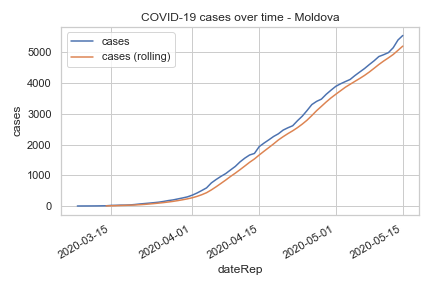 COVID-19 cases over time - Moldova
cases
cases (rolling)
5000
4000
3000
2000
1000
0
cases
2020-03-15
2020-04-01
2020-04-15
2020-05-01
2020-05-15
dateRep